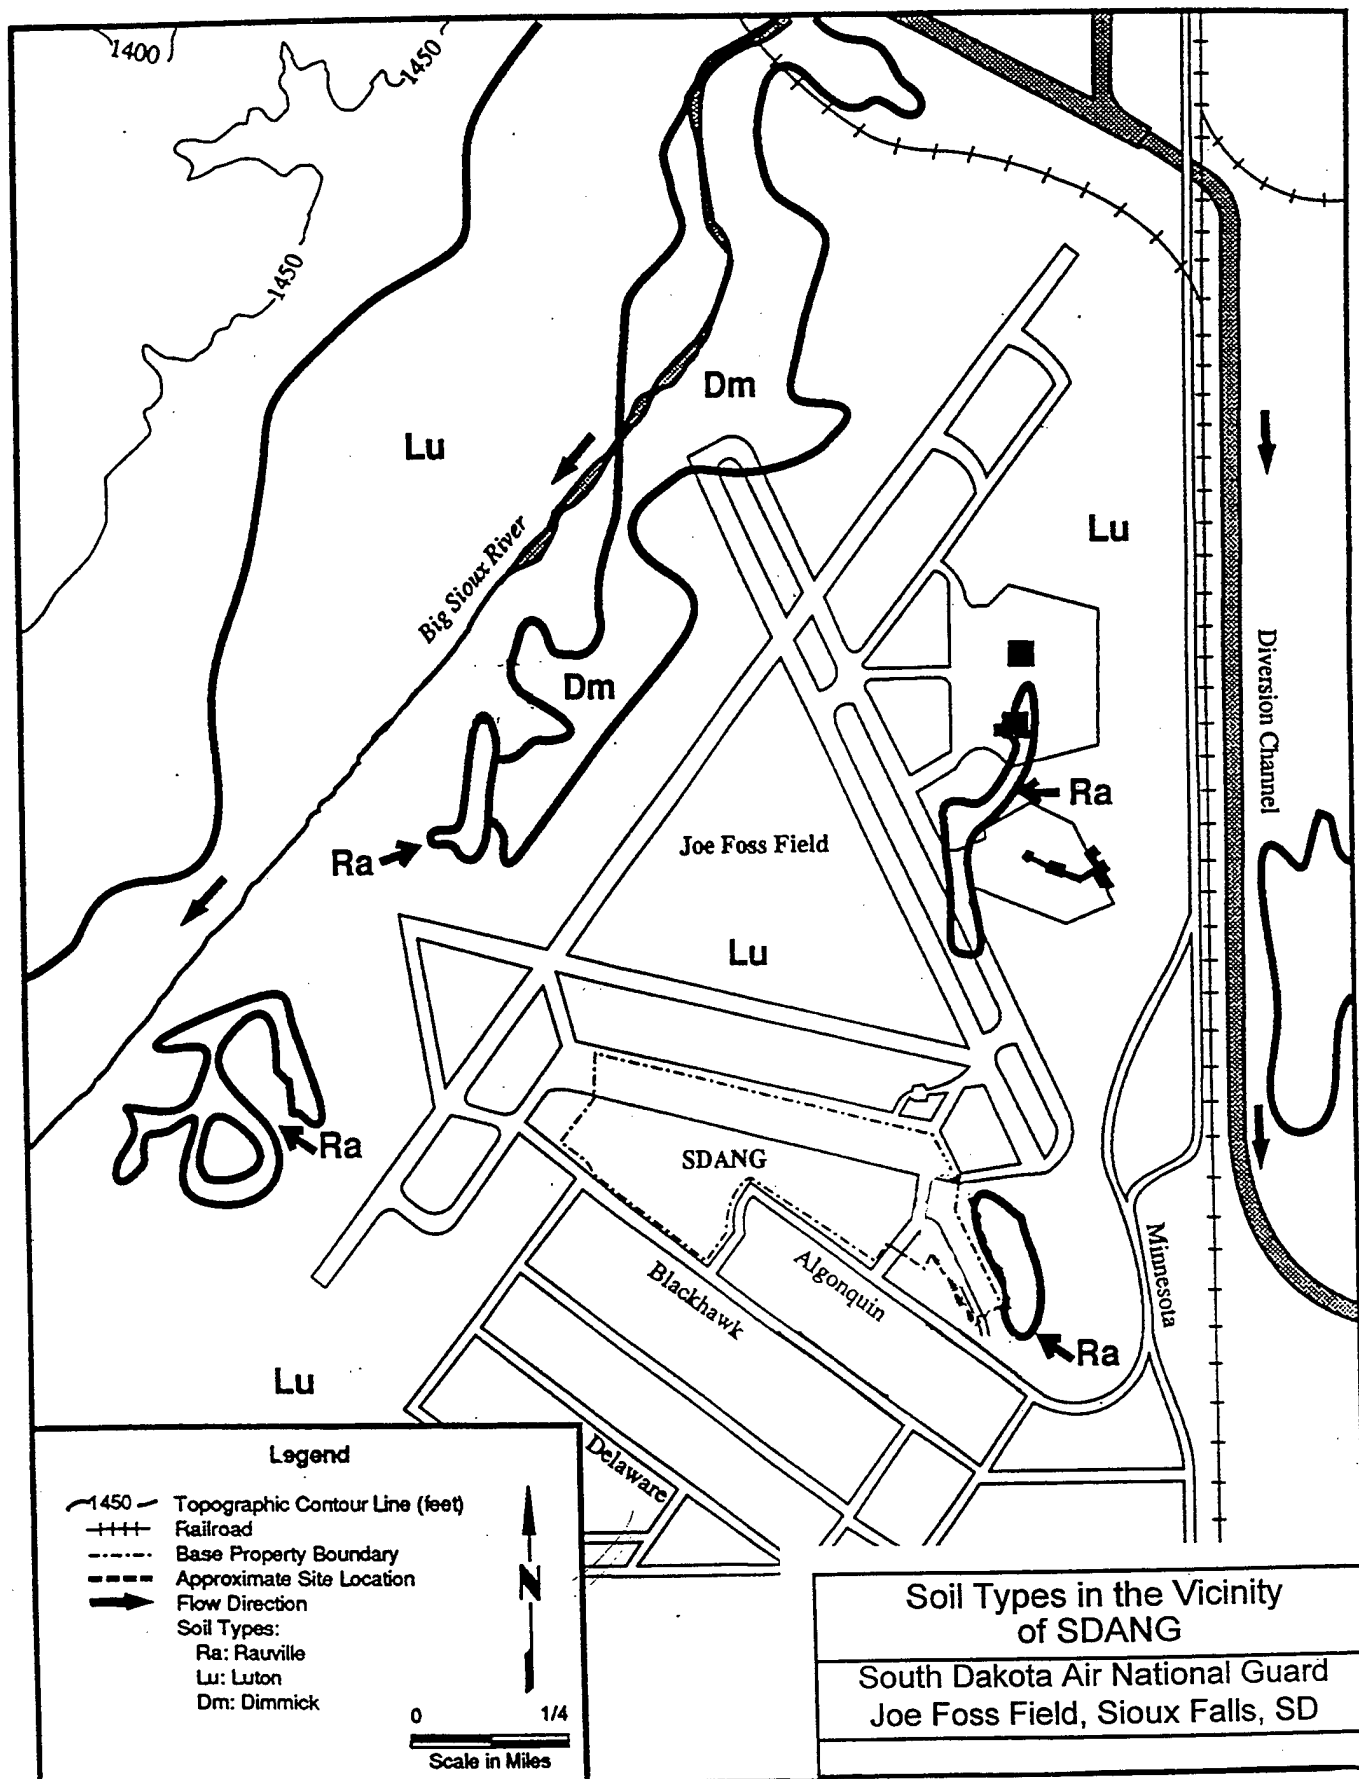 1400
1450
1450
Dm
Lu
Lu
Big Sioux River
Diversion Channel
Dm
Ra
Joe Foss Field
Ra
Lu
Ra
SDANG
Minnesota
Algonquin
Blackhawk
Ra
Lu
Delaware
Legend
1450 Topographic Contour Line (feet)
Railroad
Base Property Boundary
Approximate Site Location
Flow Direction
Soil Types:
Ra: Rauville
Lu: Luton
Dm: Dimmick
N
0 1/4
Scale in Miles
Soil Types in the Vicinity
of SDANG
South Dakota Air National Guard
Joe Foss Field, Sioux Falls, SD